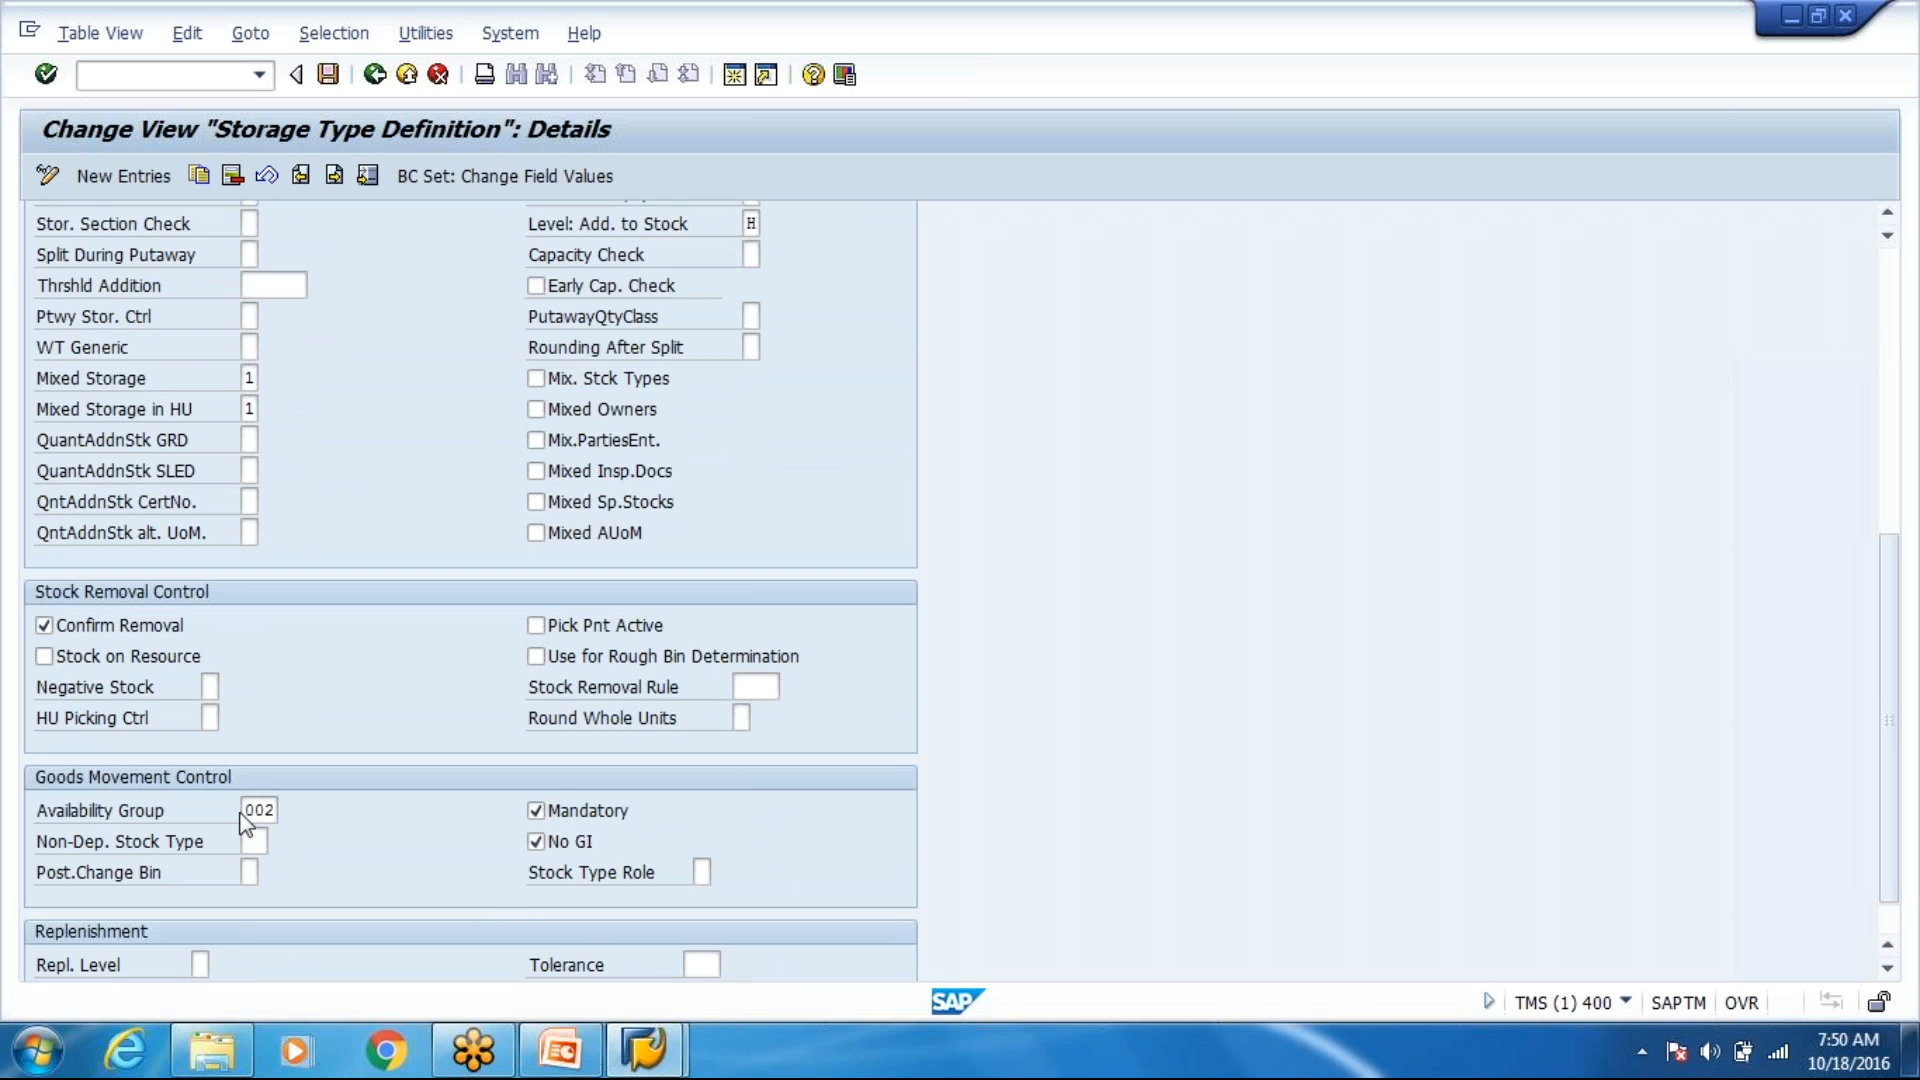 Table View Edit Goto Selection Utilities System Help
Change View "Storage Type Definition": Details
New Entries BC Set: Change Field Values
Stor. Section Check Level: Add. to Stock H
Split During Putaway Capacity Check
Thrshld Addition Early Cap. Check
Ptwy Stor. Ctrl PutawayQtyClass
WT Generic Rounding After Split
Mixed Storage 1 Mix. Stck Types
Mixed Storage in HU 1 Mixed Owners
QuantAddnStk GRD Mix.PartiesEnt.
QuantAddnStk SLED Mixed Insp.Docs
QntAddnStk CertNo. Mixed Sp.Stocks
QntAddnStk alt. UoM. Mixed AUoM
Stock Removal Control
Confirm Removal Pick Pnt Active
Stock on Resource Use for Rough Bin Determination
Negative Stock Stock Removal Rule
HU Picking Ctrl Round Whole Units
Goods Movement Control
Availability Group 002 Mandatory
Non-Dep. Stock Type No GI
Post.Change Bin Stock Type Role
Replenishment
Repl. Level Tolerance
SAP TMS (1) 400 SAPTM OVR
7:50 AM
10/18/2016